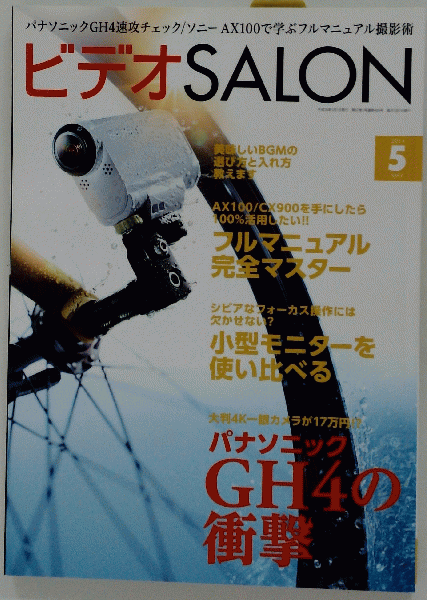 パナソニックGH4速攻チェック/ソニーAX100で学ぶフルマニュアル撮影術
ビデオSALON
5
美味しいBGMの
選び方と入れ方
教えます
AX100/CX900を手にしたら
100%活用したい!!
フルマニュアル
完全マスター
シビアなフォーカス操作には
欠かせない?
小型モニターを
使い比べる
大判4K一眼カメラが17万円!?
パナソニック
GH4の
衝撃